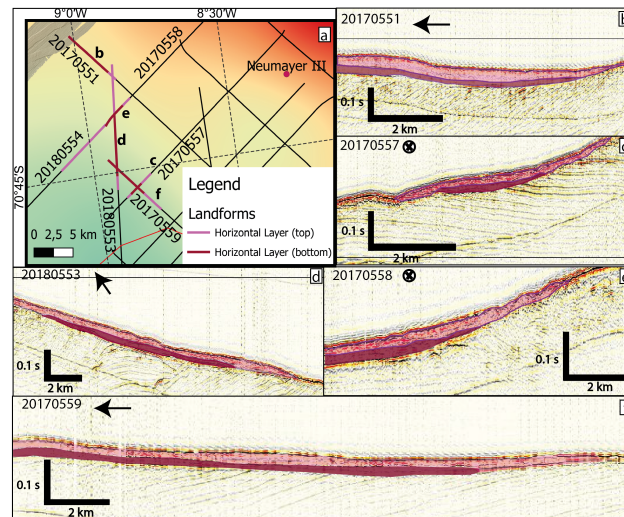 9°0'W
8°30'W
a
b
20170551
20170558
Neumayer III
e
d
20180554
c
20170557
70°45'S
20180553
f
20170559
Legend
Landforms
Horizontal Layer (top)
Horizontal Layer (bottom)
0 2,5 5 km
20170551
b
0.1 s
2 km
20170557
0.1 s
2 km
20180553
d
0.1 s
2 km
20170558
e
0.1 s
2 km
20170559
0.1 s
2 km